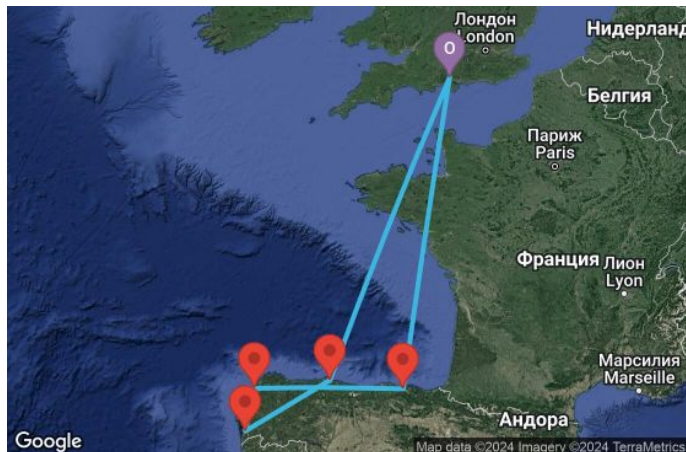 Лондон
London
O
Нидерланд
Белгия
Париж
Paris
Франция
Лион
Lyon
Марсилия
Marseille
Андора
Google
Map data ©2024 Imagery ©2024 TerraMetrics